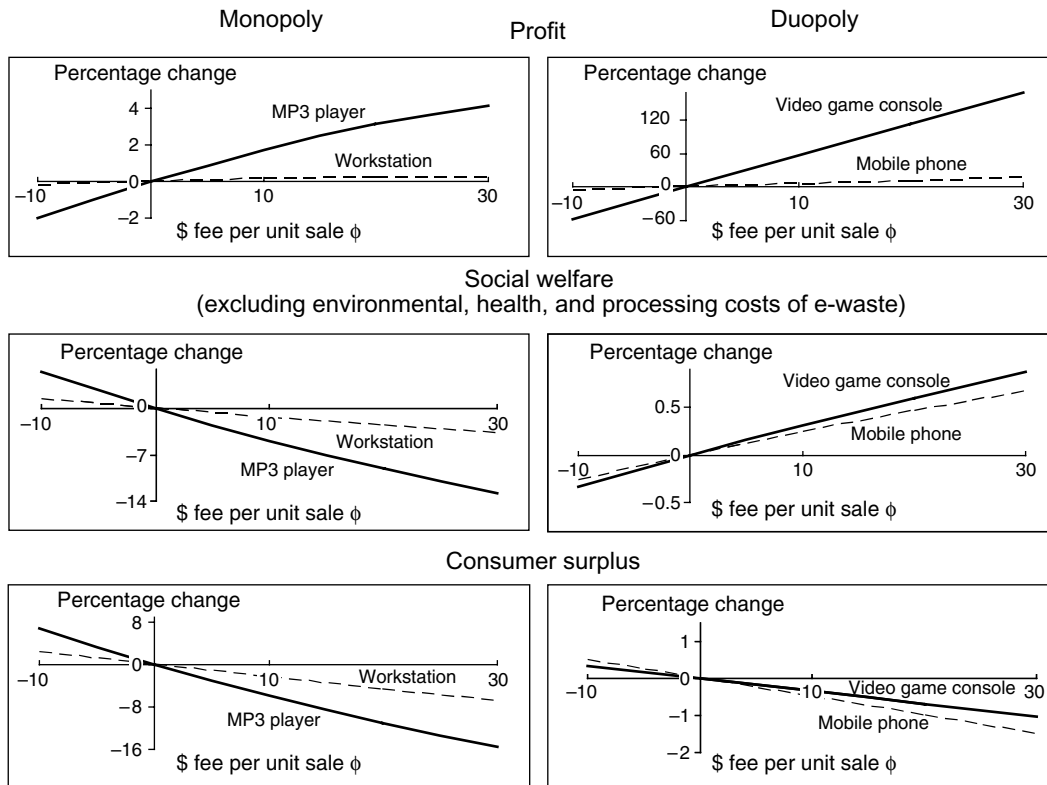 Monopoly
Duopoly
Profit
Percentage change
4
MP3 player
2
Workstation
0
–10
10
30
–2
$ fee per unit sale ϕ
Percentage change
Video game console
120
60
Mobile phone
0
–10
10
30
–60
$ fee per unit sale ϕ
Social welfare
(excluding environmental, health, and processing costs of e-waste)
Percentage change
0
–10
10
30
Workstation
–7
MP3 player
–14
$ fee per unit sale ϕ
Percentage change
Video game console
0.5
Mobile phone
0
–10
10
30
–0.5
$ fee per unit sale ϕ
Consumer surplus
Percentage change
8
0
–10
10
30
Workstation
–8
MP3 player
–16
$ fee per unit sale ϕ
Percentage change
1
0
–10
10
30
Video game console
–1
Mobile phone
–2
$ fee per unit sale ϕ